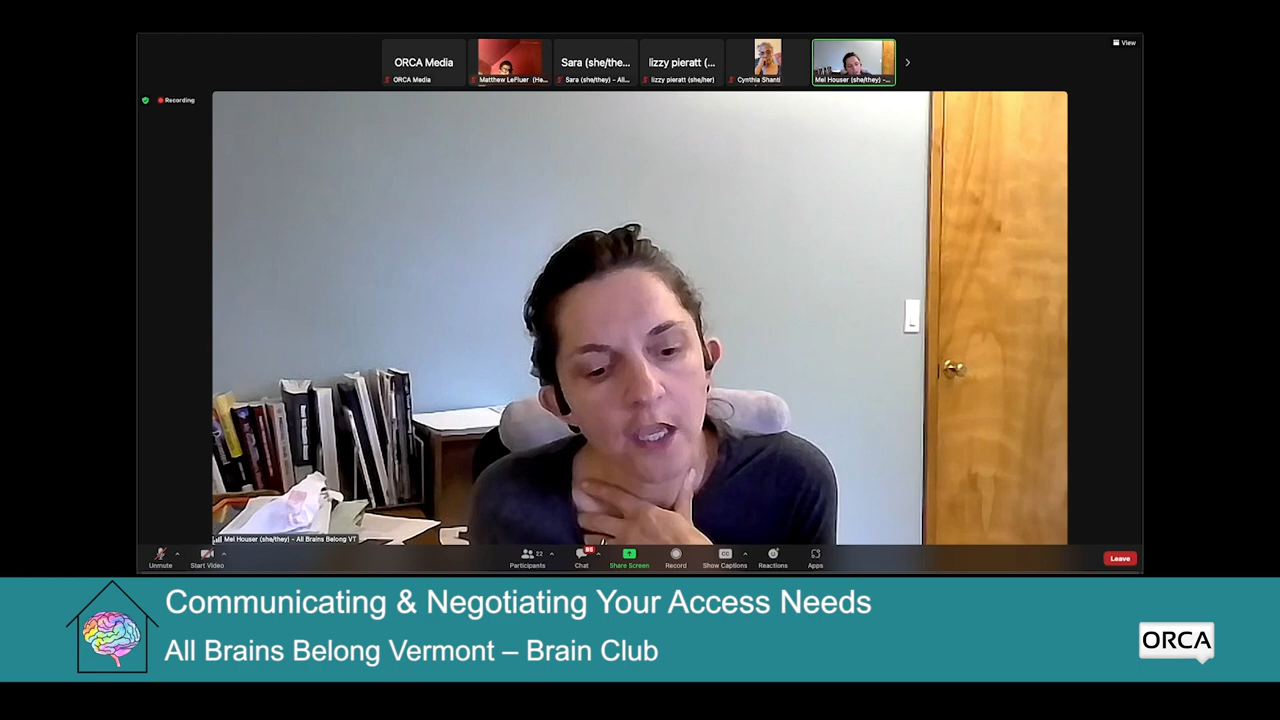 View
ORCA Media
Sara (she/the...
lizzy pieratt (...
ORCA Media
Matthew LeFluer (He...
Sara (she/they) - All...
lizzy pieratt (she/her)
Cynthia Shanti
Mel Houser (she/they) -...
Recording
Mel Houser (she/they) - All Brains Belong VT
Unmute
Start Video
22
Participants
86
Chat
Share Screen
Record
CC
Show Captions
Reactions
Apps
Leave
Communicating & Negotiating Your Access Needs
All Brains Belong Vermont – Brain Club
ORCA